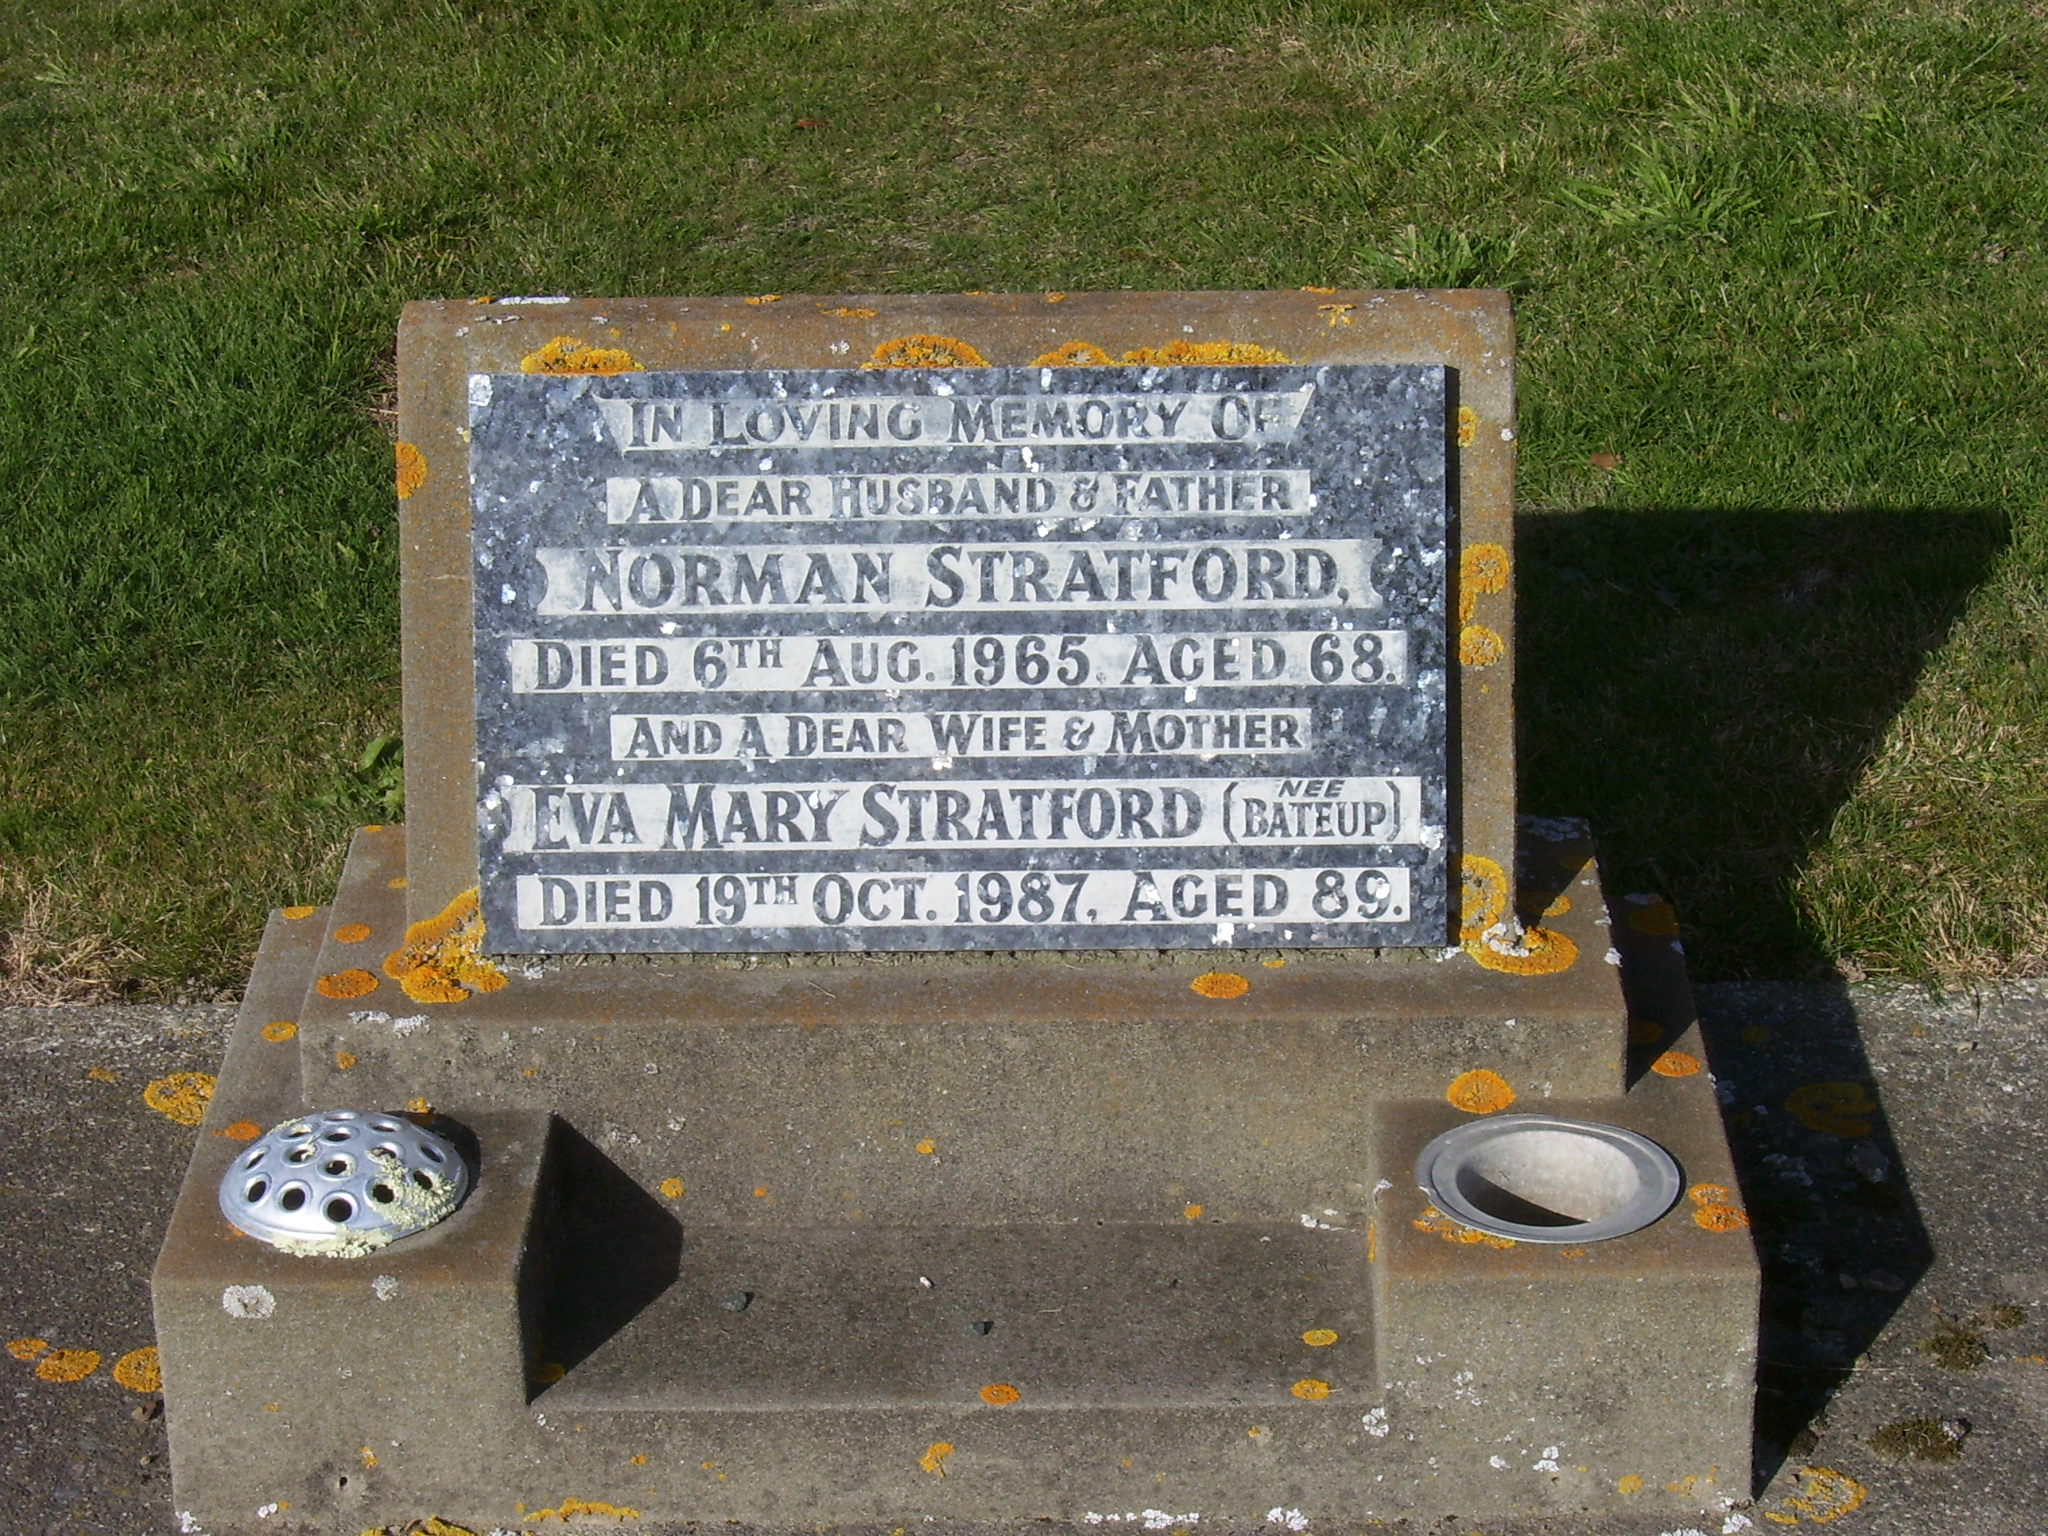 IN LOVING MEMORY OF
A DEAR HUSBAND & FATHER
NORMAN STRATFORD,
DIED 6TH AUG. 1965, AGED 68.
AND A DEAR WIFE & MOTHER
EVA MARY STRATFORD (NEE BATEUP)
DIED 19TH OCT. 1987, AGED 89.